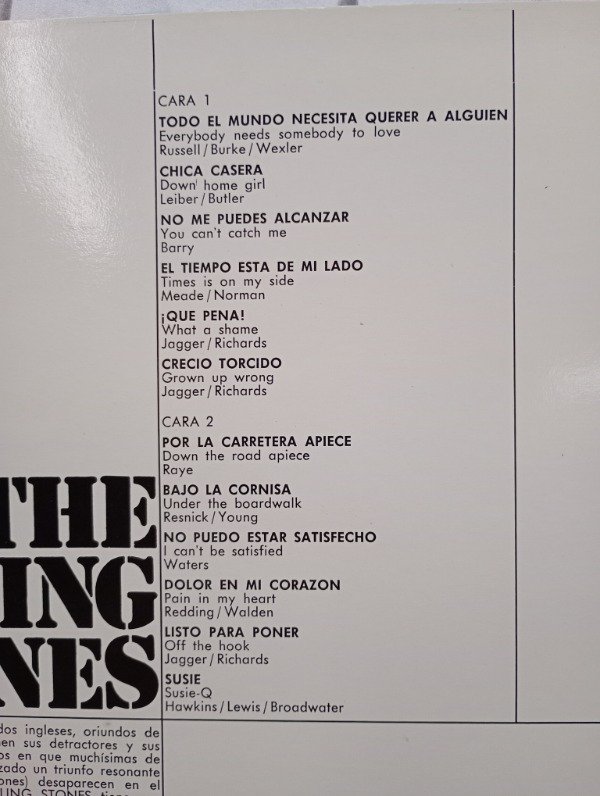 CARA 1
TODO EL MUNDO NECESITA QUERER A ALGUIEN
Everybody needs somebody to love
Russell/Burke/Wexler
CHICA CASERA
Down' home girl
Leiber/Butler
NO ME PUEDES ALCANZAR
You can't catch me
Barry
EL TIEMPO ESTA DE MI LADO
Times is on my side
Meade/Norman
¡QUE PENA!
What a shame
Jagger/Richards
CRECIO TORCIDO
Grown up wrong
Jagger/Richards
CARA 2
POR LA CARRETERA APIECE
Down the road apiece
Raye
BAJO LA CORNISA
Under the boardwalk
Resnick/Young
NO PUEDO ESTAR SATISFECHO
I can't be satisfied
Waters
DOLOR EN MI CORAZON
Pain in my heart
Redding/Walden
LISTO PARA PONER
Off the hook
Jagger/Richards
SUSIE
Susie-Q
Hawkins/Lewis/Broadwater
THE
ING
NES
dos ingleses, oriundos de
en sus detractores y sus
os en que muchísimas de
zado un triunfo resonante
ones) desaparecen en el
LING STONES